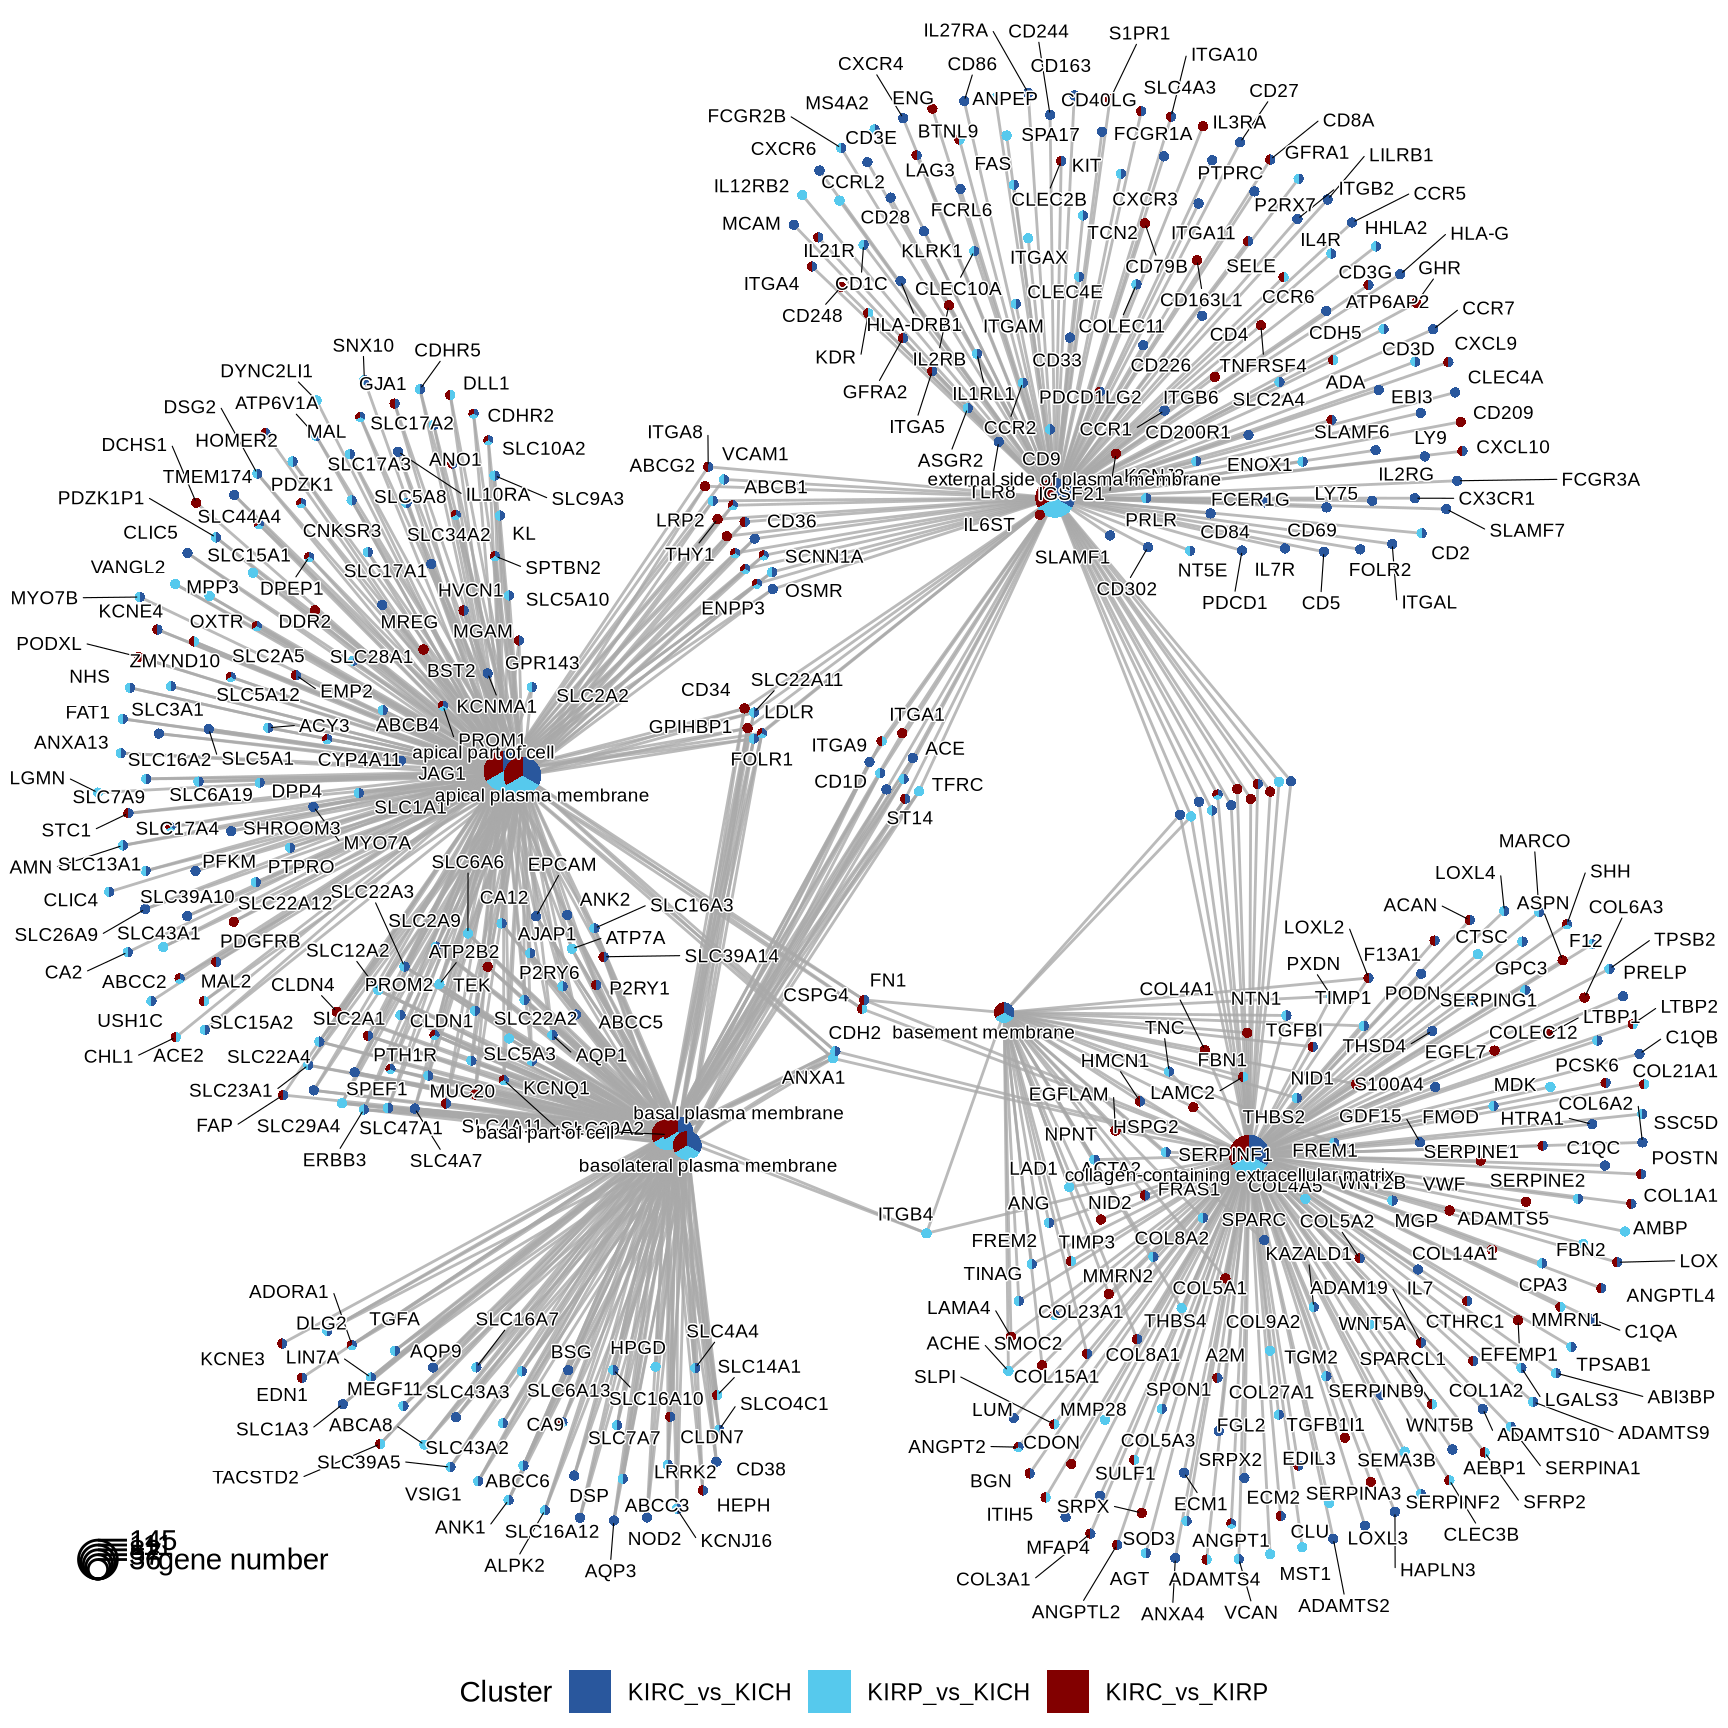 IL27RA
CD244
S1PR1
CXCR4
CD86
CD163
ITGA10
MS4A2
ENG
ANPEP
CD40LG
SLC4A3
CD27
FCGR2B
CD3E
BTNL9
SPA17
FCGR1A
IL3RA
CD8A
CXCR6
LAG3
FAS
KIT
PTPRC
GFRA1
LILRB1
IL12RB2
CCRL2
FCRL6
CLEC2B
CXCR3
P2RX7
ITGB2
CCR5
MCAM
CD28
KLRK1
ITGAX
TCN2
ITGA11
IL4R
HHLA2
HLA-G
IL21R
CD79B
SELE
CD3G
GHR
ITGA4
CD1C
CLEC10A
CLEC4E
CD163L1
CCR6
ATP6AP2
CCR7
CD248
HLA-DRB1
ITGAM
COLEC11
CD4
CDH5
KDR
IL2RB
CD33
CD226
TNFRSF4
CD3D
CXCL9
GFRA2
IL1RL1
PDCD1LG2
ITGB6
SLC2A4
ADA
EBI3
CLEC4A
ITGA5
CCR2
CCR1
CD200R1
SLAMF6
LY9
CD209
CXCL10
ASGR2
CD9
KCNJ3
ENOX1
IL2RG
FCGR3A
external side of plasma membrane
TLR8
IGSF21
FCER1G
LY75
CX3CR1
IL6ST
PRLR
CD84
CD69
SLAMF7
SLAMF1
NT5E
IL7R
FOLR2
CD2
CD302
PDCD1
CD5
ITGAL
SNX10
CDHR5
DYNC2LI1
GJA1
DLL1
DSG2
ATP6V1A
SLC17A2
CDHR2
DCHS1
HOMER2
MAL
SLC17A3
ANO1
SLC10A2
TMEM174
PDZK1
SLC5A8
IL10RA
SLC9A3
PDZK1P1
SLC44A4
CNKSR3
SLC34A2
KL
CLIC5
SLC15A1
SLC17A1
SPTBN2
VANGL2
MPP3
DPEP1
HVCN1
SLC5A10
MYO7B
KCNE4
OXTR
DDR2
MREG
MGAM
PODXL
ZMYND10
SLC2A5
SLC28A1
BST2
GPR143
NHS
SLC5A12
EMP2
KCNMA1
SLC2A2
FAT1
SLC3A1
ACY3
ABCB4
PROM1
ANXA13
SLC16A2
SLC5A1
CYP4A11
apical part of cell
JAG1
LGMN
SLC7A9
SLC6A19
DPP4
SLC1A1
apical plasma membrane
STC1
SLC17A4
SHROOM3
MYO7A
AMN
SLC13A1
PFKM
PTPRO
CLIC4
SLC39A10
SLC22A12
SLC22A3
SLC6A6
EPCAM
SLC26A9
SLC43A1
PDGFRB
SLC2A9
CA12
ANK2
SLC16A3
CA2
ABCC2
MAL2
SLC12A2
ATP2B2
AJAP1
ATP7A
SLC39A14
USH1C
SLC15A2
CLDN4
PROM2
TEK
P2RY6
P2RY1
CHL1
ACE2
SLC2A1
CLDN1
SLC22A2
ABCC5
SLC22A4
PTH1R
SLC5A3
AQP1
SLC23A1
SPEF1
MUC20
KCNQ1
FAP
SLC29A4
SLC47A1
SLC4A11
SLC39A2
ERBB3
SLC4A7
basal plasma membrane
basal part of cell
basolateral plasma membrane
ITGA8
VCAM1
ABCG2
ABCB1
LRP2
CD36
THY1
SCNN1A
ENPP3
OSMR
CD34
SLC22A11
GPIHBP1
LDLR
FOLR1
ITGA1
ITGA9
ACE
CD1D
TFRC
ST14
FN1
CSPG4
CDH2
ANXA1
ITGB4
basement membrane
ADORA1
DLG2
TGFA
SLC16A7
SLC4A4
KCNE3
LIN7A
AQP9
BSG
HPGD
SLC14A1
EDN1
MEGF11
SLC43A3
SLC6A13
SLC16A10
SLCO4C1
SLC1A3
ABCA8
SLC43A2
CA9
SLC7A7
CLDN7
TACSTD2
SLC39A5
VSIG1
ABCC6
DSP
LRRK2
CD38
ANK1
SLC16A12
ABCC3
HEPH
ALPK2
AQP3
NOD2
KCNJ16
MARCO
LOXL4
SHH
ACAN
ASPN
COL6A3
LOXL2
F13A1
CTSC
F12
TPSB2
PXDN
GPC3
PRELP
COL4A1
NTN1
TIMP1
PODN
SERPING1
LTBP2
TNC
TGFBI
THSD4
COLEC12
LTBP1
C1QB
HMCN1
FBN1
EGFL7
PCSK6
EGFLAM
LAMC2
NID1
S100A4
MDK
COL21A1
NPNT
HSPG2
THBS2
GDF15
FMOD
HTRA1
COL6A2
SSC5D
LAD1
ACTA2
SERPINF1
FREM1
SERPINE1
C1QC
POSTN
collagen-containing extracellular matrix
ANG
NID2
FRAS1
COL4A5
WNT2B
VWF
SERPINE2
COL1A1
FREM2
TIMP3
COL8A2
SPARC
COL5A2
MGP
ADAMTS5
AMBP
TINAG
MMRN2
COL5A1
KAZALD1
COL14A1
FBN2
LOX
LAMA4
COL23A1
THBS4
ADAM19
IL7
CPA3
ANGPTL4
ACHE
SMOC2
COL8A1
COL9A2
WNT5A
CTHRC1
MMRN1
C1QA
SLPI
COL15A1
A2M
TGM2
SPARCL1
EFEMP1
TPSAB1
LUM
MMP28
SPON1
COL27A1
SERPINB9
COL1A2
LGALS3
ABI3BP
ANGPT2
CDON
COL5A3
FGL2
TGFB1I1
WNT5B
ADAMTS10
ADAMTS9
BGN
SULF1
SRPX2
EDIL3
SEMA3B
AEBP1
SERPINA1
ITIH5
SRPX
ECM1
ECM2
SERPINA3
SERPINF2
SFRP2
MFAP4
SOD3
ANGPT1
CLU
LOXL3
CLEC3B
COL3A1
AGT
ADAMTS4
MST1
HAPLN3
ANGPTL2
ANXA4
VCAN
ADAMTS2
145
36
gene number
Cluster
KIRC_vs_KICH
KIRP_vs_KICH
KIRC_vs_KIRP